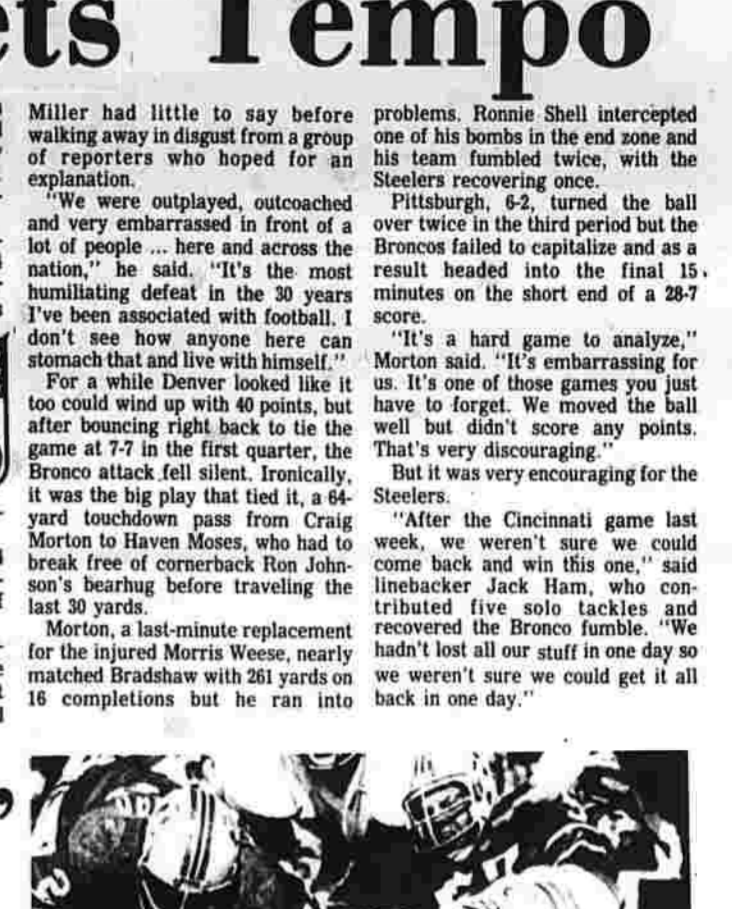 ets Tempo
Miller had little to say before
walking away in disgust from a group
of reporters who hoped for an
explanation.
"We were outplayed, outcoached
and very embarrassed in front of a
lot of people ... here and across the
nation," he said. "It's the most
humiliating defeat in the 30 years
I've been associated with football. I
don't see how anyone here can
stomach that and live with himself."
For a while Denver looked like it
too could wind up with 40 points, but
after bouncing right back to tie the
game at 7-7 in the first quarter, the
Bronco attack fell silent. Ironically,
it was the big play that tied it, a 64-
yard touchdown pass from Craig
Morton to Haven Moses, who had to
break free of cornerback Ron John-
son's bearhug before traveling the
last 30 yards.
Morton, a last-minute replacement
for the injured Morris Weese, nearly
matched Bradshaw with 261 yards on
16 completions but he ran into
problems. Ronnie Shell intercepted
one of his bombs in the end zone and
his team fumbled twice, with the
Steelers recovering once.
Pittsburgh, 6-2, turned the ball
over twice in the third period but the
Broncos failed to capitalize and as a
result headed into the final 15
minutes on the short end of a 28-7
score.
"It's a hard game to analyze,"
Morton said. "It's embarrassing for
us. It's one of those games you just
have to forget. We moved the ball
well but didn't score any points.
That's very discouraging."
But it was very encouraging for the
Steelers.
"After the Cincinnati game last
week, we weren't sure we could
come back and win this one," said
linebacker Jack Ham, who con-
tributed five solo tackles and
recovered the Bronco fumble. "We
hadn't lost all our stuff in one day so
we weren't sure we could get it all
back in one day."